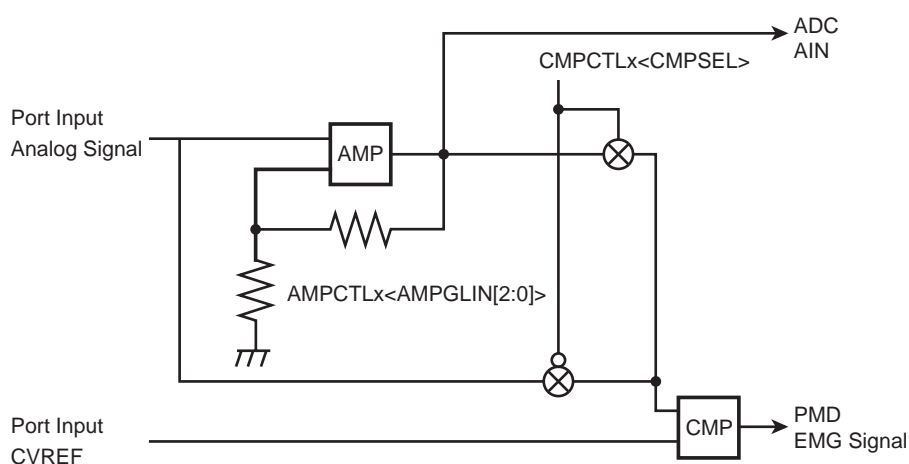 ADC
AIN
CMPCTLx<CMPSEL>
Port Input
Analog Signal
AMP
AMPCTLx<AMPGLIN[2:0]>
Port Input
CVREF
CMP
PMD
EMG Signal